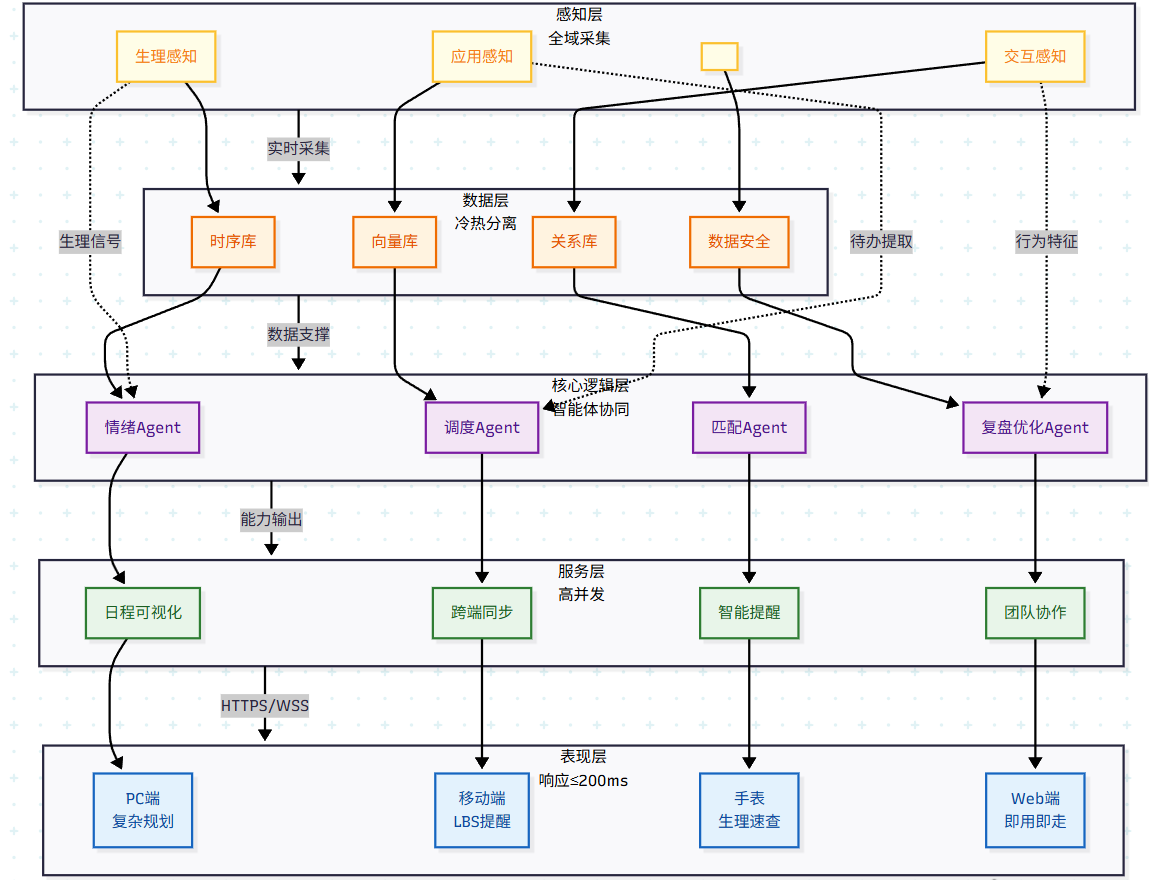 感知层
全域采集
生理感知
应用感知
交互感知
实时采集
数据层
冷热分离
生理信号
时序库
向量库
关系库
数据安全
待办提取
行为特征
数据支撑
核心逻辑层
智能体协同
情绪Agent
调度Agent
匹配Agent
复盘优化Agent
能力输出
服务层
高并发
日程可视化
跨端同步
智能提醒
团队协作
HTTPS/WSS
表现层
响应≤200ms
PC端
复杂规划
移动端
LBS提醒
手表
生理速查
Web端
即用即走